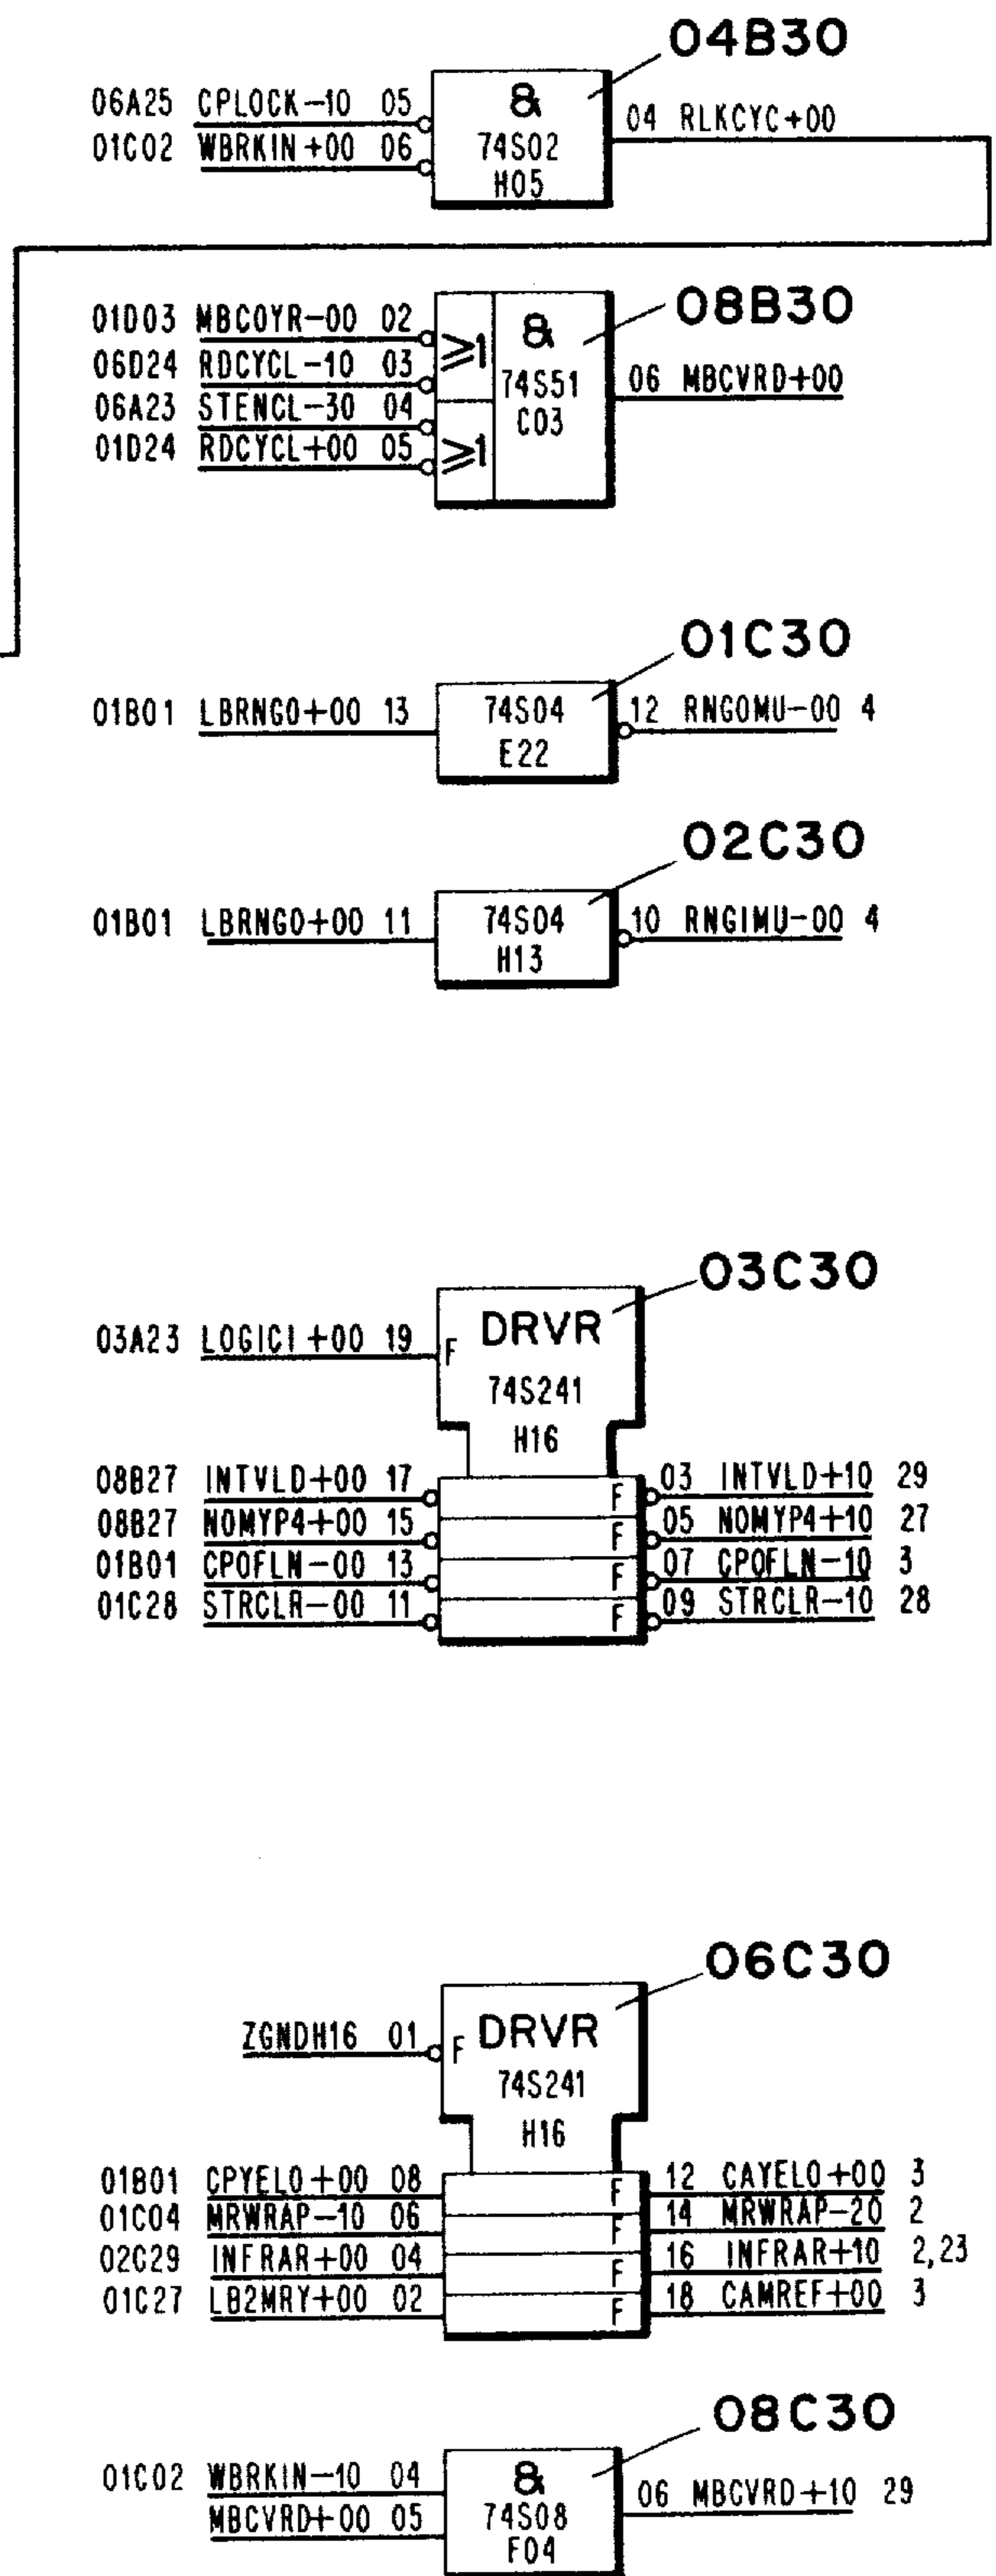 04B30
06A25 CPLOCK-10 05
01C02 WBRKIN+00 06
&
74S02
H05
04 RLKCYC+00
08B30
01D03 MBC0YR-00 02
06D24 RDCYCL-10 03
06A23 STENCL-30 04
01D24 RDCYCL+00 05
≥1
≥1
&
74S51
C03
06 MBCVRD+00
01C30
01B01 LBRNG0+00 13
74S04
E22
12 RNG0MU-00 4
02C30
01B01 LBRNG0+00 11
74S04
H13
10 RNGIMU-00 4
03C30
03A23 LOGIC1+00 19
F
DRVR
74S241
H16
08B27 INTVLD+00 17 F 03 INTVLD+10 29
08B27 NOMYP4+00 15 F 05 NOMYP4+10 27
01B01 CPOFLN-00 13 F 07 CPOFLN-10 3
01C28 STRCLR-00 11 F 09 STRCLR-10 28
06C30
ZGNDH16 01
F
DRVR
74S241
H16
01B01 CPYEL0+00 08 F 12 CAYEL0+00 3
01C04 MRWRAP-10 06 F 14 MRWRAP-20 2
02C29 INFRAR+00 04 F 16 INFRAR+10 2,23
01C27 LB2MRY+00 02 F 18 CAMREF+00 3
08C30
01C02 WBRKIN-10 04
MBCVRD+00 05
&
74S08
F04
06 MBCVRD+10 29